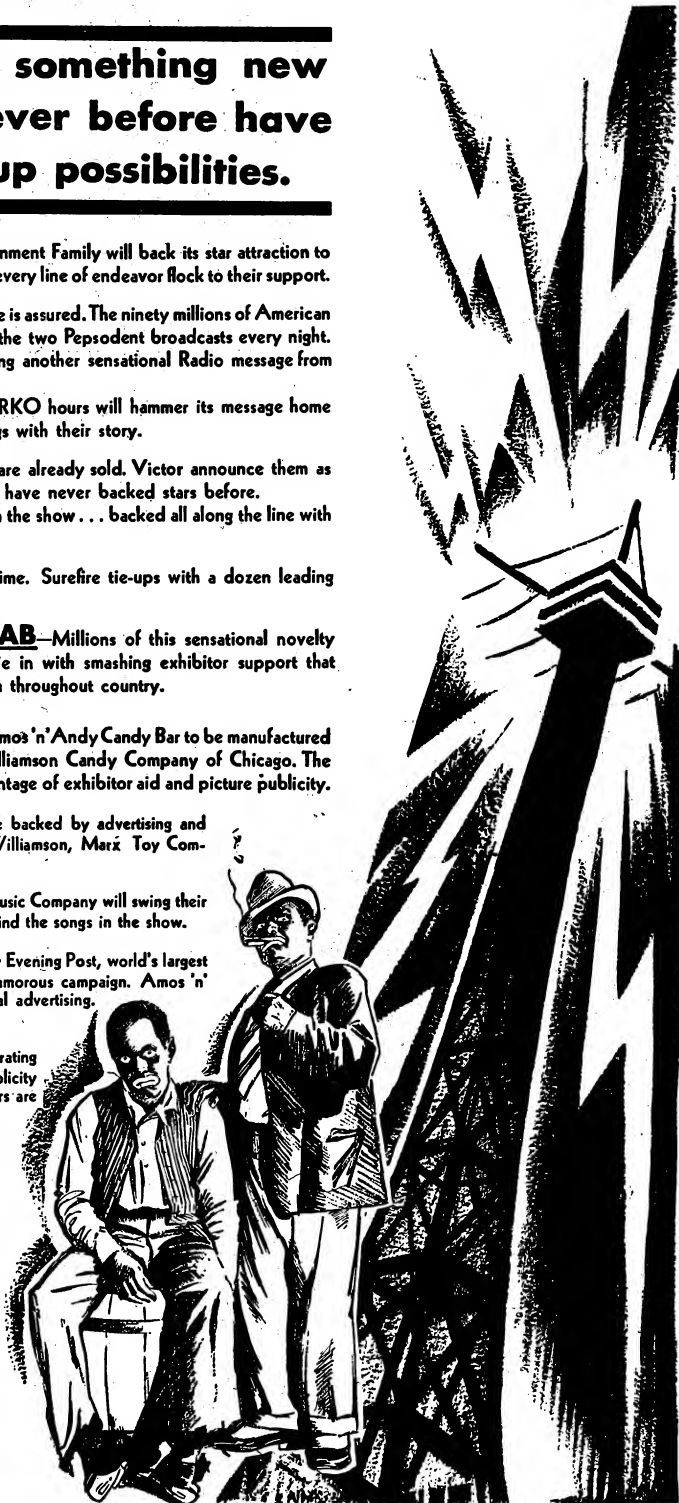 something new
ever before have
up possibilities.
nment Family will back its star attraction to
every line of endeavor flock to their support.
e is assured. The ninety millions of American
the two Pepsodent broadcasts every night.
ng another sensational Radio message from
RKO hours will hammer its message home
gs with their story.
are already sold. Victor announce them as
have never backed stars before.
n the show . . . backed all along the line with
ime. Surefire tie-ups with a dozen leading
AB—Millions of this sensational novelty
e in with smashing exhibitor support that
n throughout country.
mos 'n' Andy Candy Bar to be manufactured
lliamson Candy Company of Chicago. The
ntage of exhibitor aid and picture publicity.
e backed by advertising and
Williamson, Marx Toy Com-
usic Company will swing their
ind the songs in the show.
Evening Post, world's largest
amorous campaign. Amos 'n'
al advertising.
rating
blicity
rs are